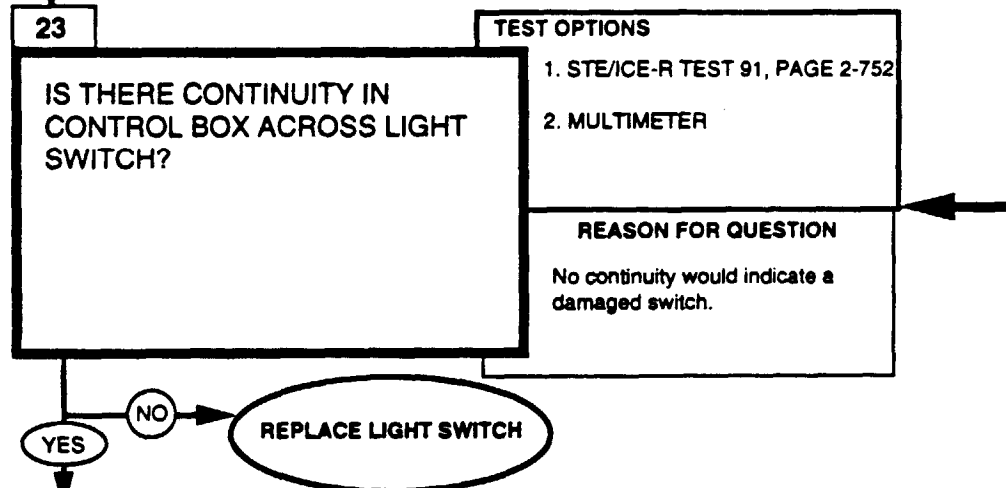 23
IS THERE CONTINUITY IN
CONTROL BOX ACROSS LIGHT
SWITCH?
TEST OPTIONS
1. STE/ICE-R TEST 91, PAGE 2-752
2. MULTIMETER
REASON FOR QUESTION
No continuity would indicate a
damaged switch.
NO
REPLACE LIGHT SWITCH
YES